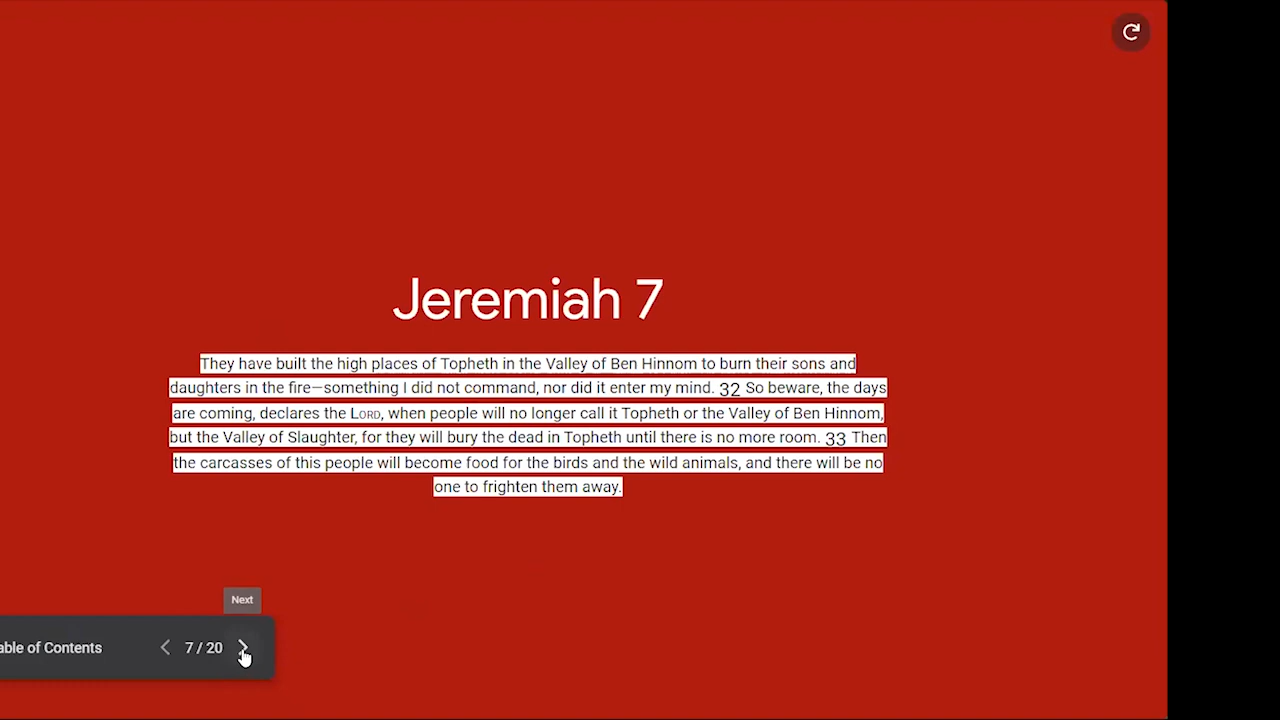 Jeremiah 7
They have built the high places of Topheth in the Valley of Ben Hinnom to burn their sons and
daughters in the fire—something I did not command, nor did it enter my mind. 32 So beware, the days
are coming, declares the LORD, when people will no longer call it Topheth or the Valley of Ben Hinnom,
but the Valley of Slaughter, for they will bury the dead in Topheth until there is no more room. 33 Then
the carcasses of this people will become food for the birds and the wild animals, and there will be no
one to frighten them away.
Next
able of Contents
7 / 20